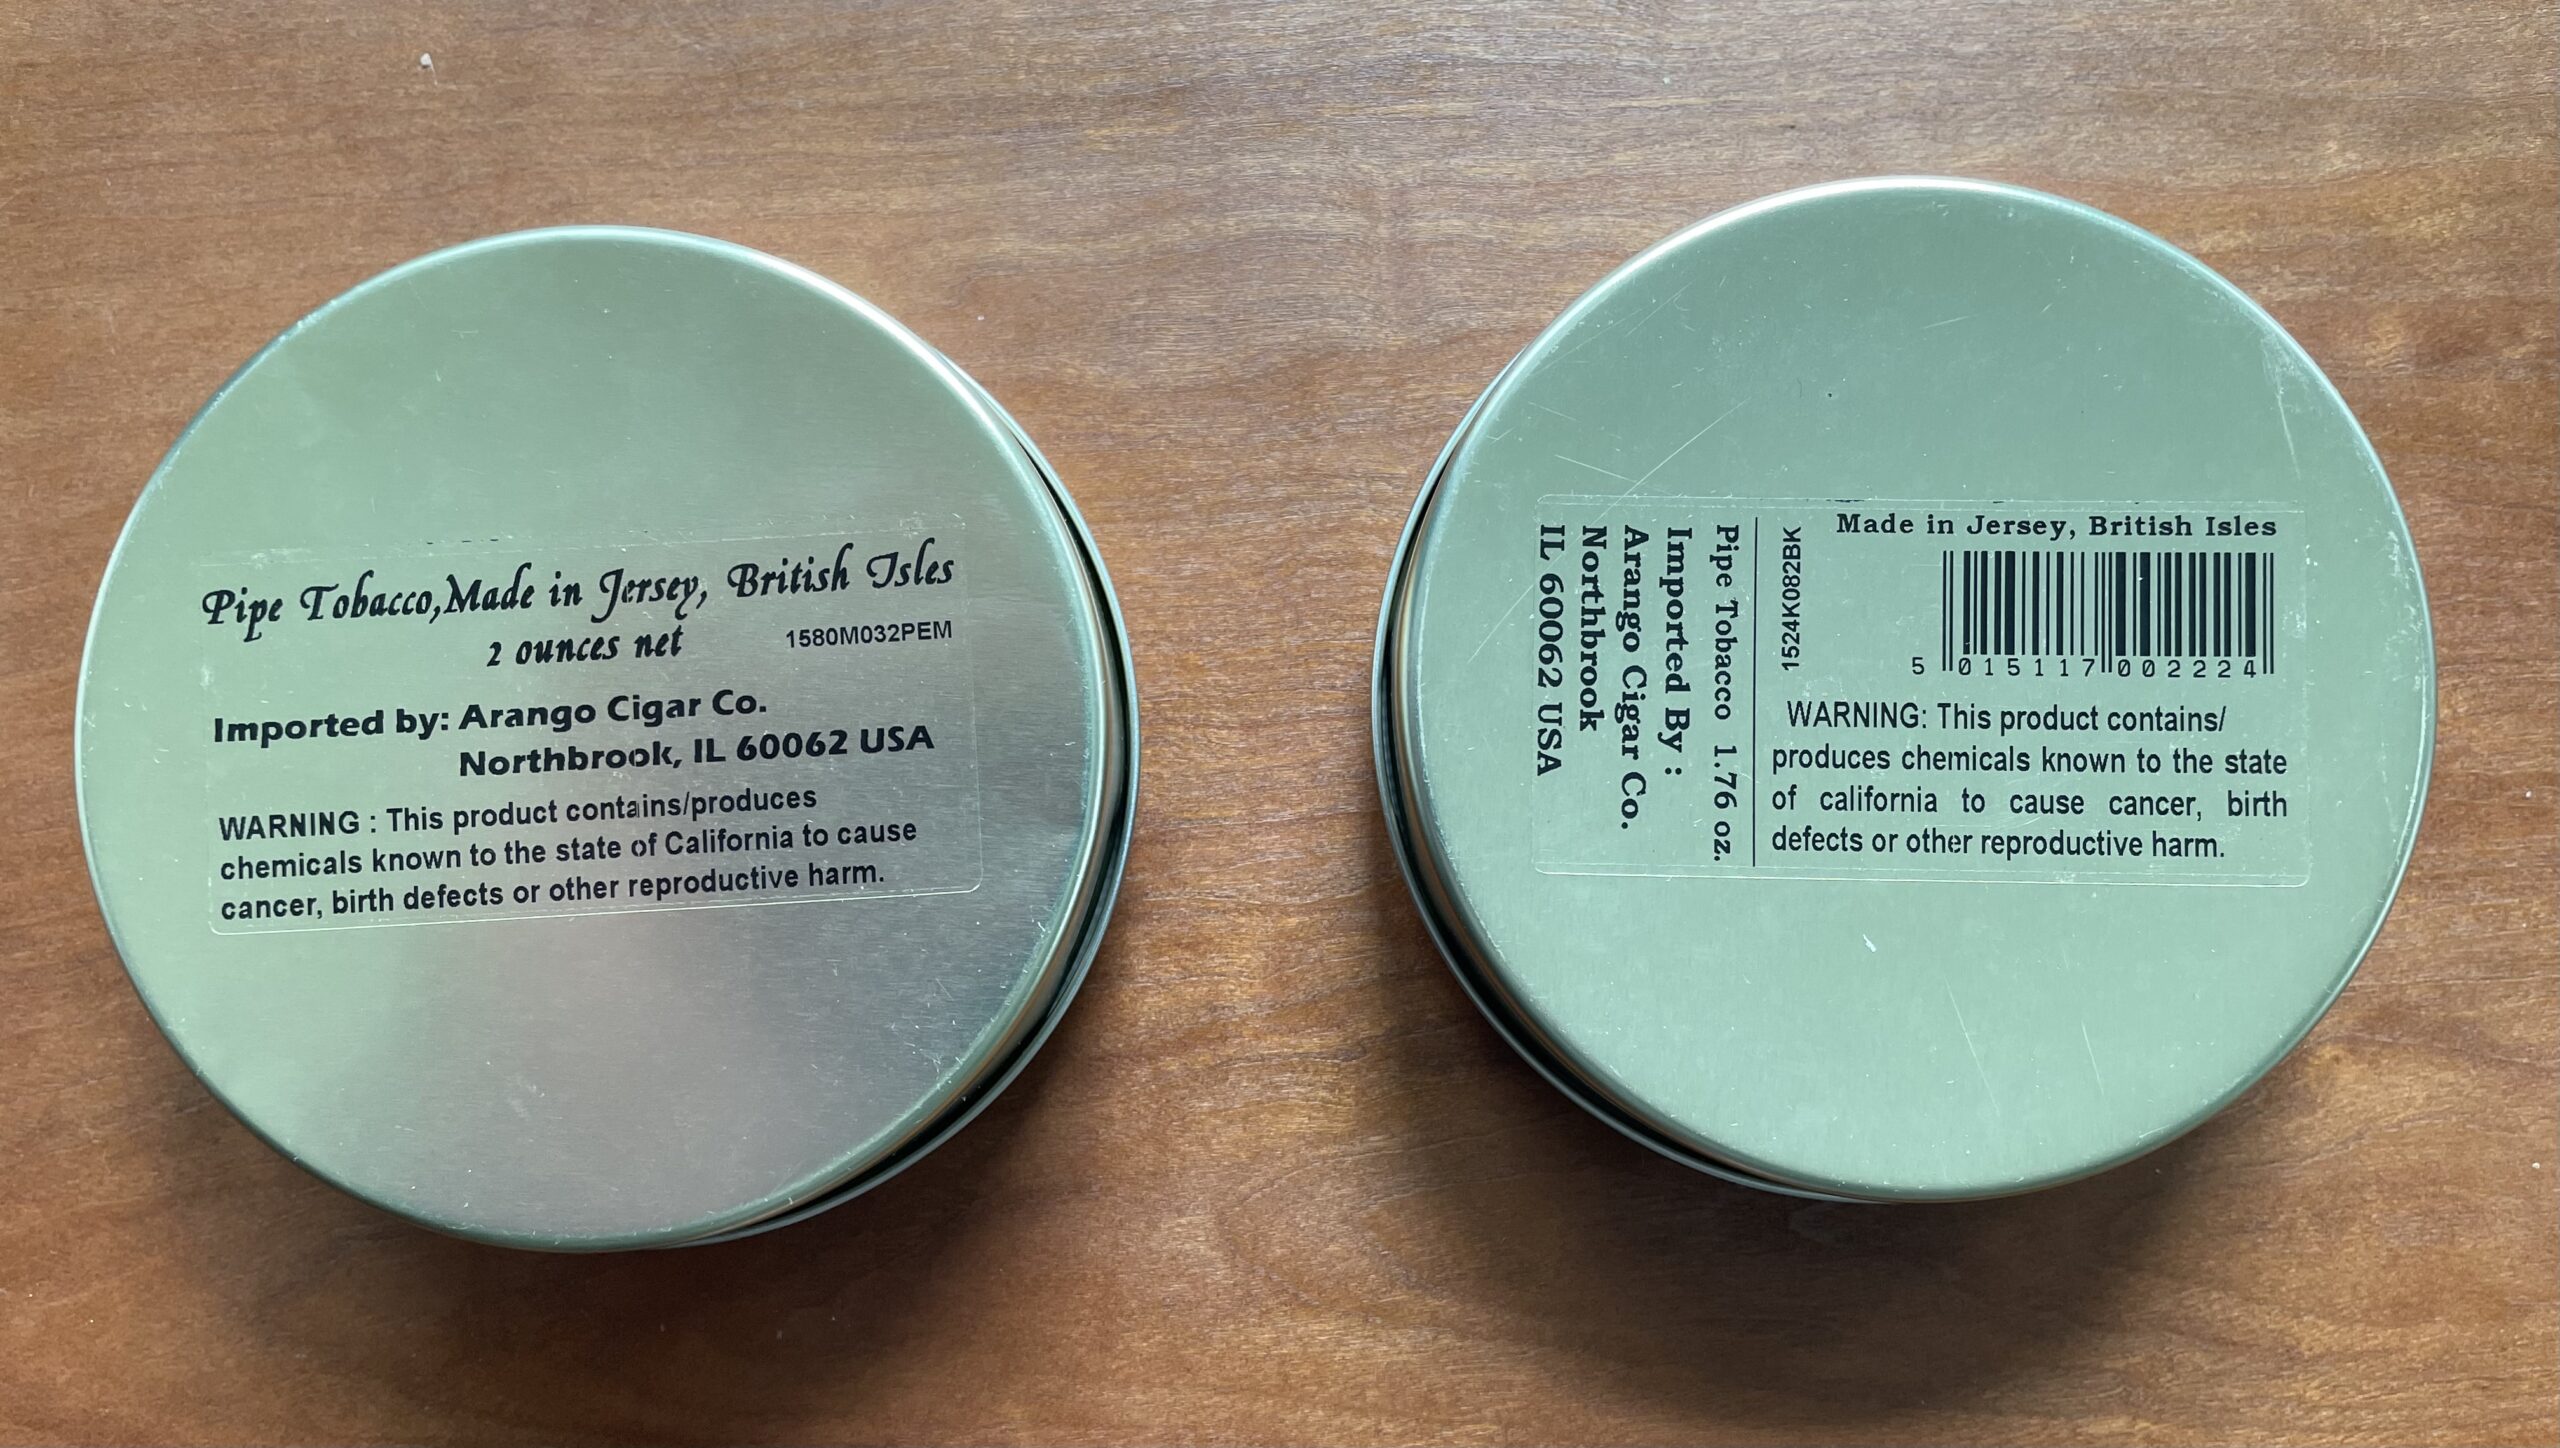 Pipe Tobacco,Made in Jersey, British Isles
2 ounces net
1580M032PEM
Imported by: Arango Cigar Co.
Northbrook, IL 60062 USA
WARNING : This product contains/produces
chemicals known to the state of California to cause
cancer, birth defects or other reproductive harm.
Made in Jersey, British Isles
5 015117 002224
WARNING: This product contains/
produces chemicals known to the state
of california to cause cancer, birth
defects or other reproductive harm.
1524K082BK
Pipe Tobacco 1.76 oz.
Imported By :
Arango Cigar Co.
Northbrook
IL 60062 USA